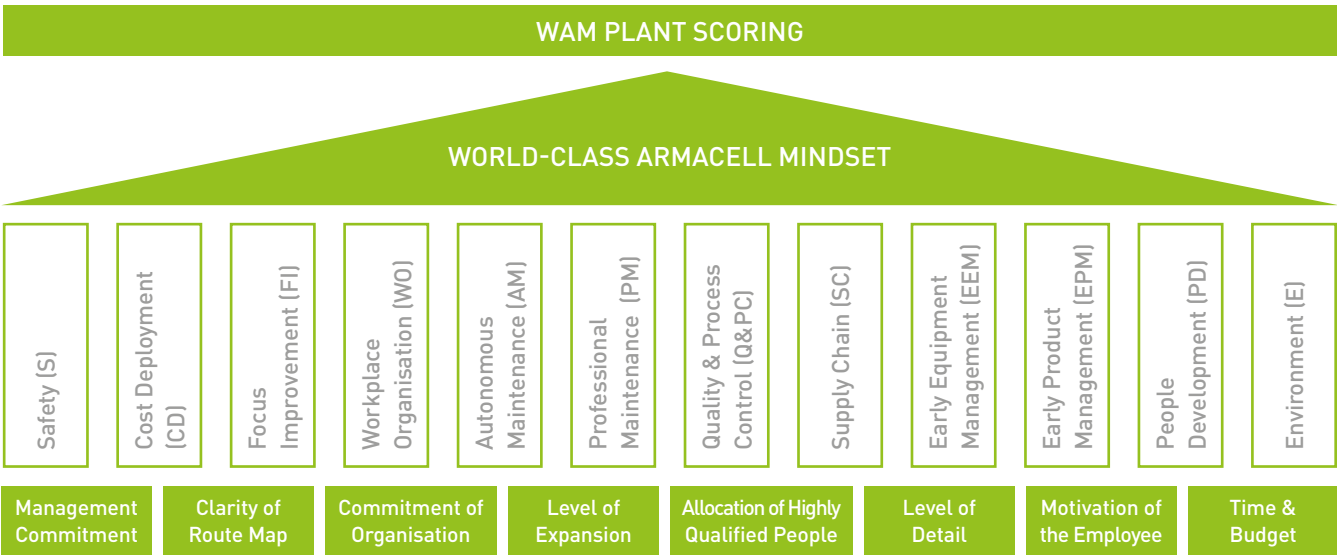 WAM PLANT SCORING
WORLD-CLASS ARMACELL MINDSET
Safety (S)
Cost Deployment
(CD)
Focus
Improvement (FI)
Workplace
Organisation (WO)
Autonomous
Maintenance (AM)
Professional
Maintenance (PM)
Quality & Process
Control (Q&PC)
Supply Chain (SC)
Early Equipment
Management (EEM)
Early Product
Management (EPM)
People
Development (PD)
Environment (E)
Management
Commitment
Clarity of
Route Map
Commitment of
Organisation
Level of
Expansion
Allocation of Highly
Qualified People
Level of
Detail
Motivation of
the Employee
Time &
Budget